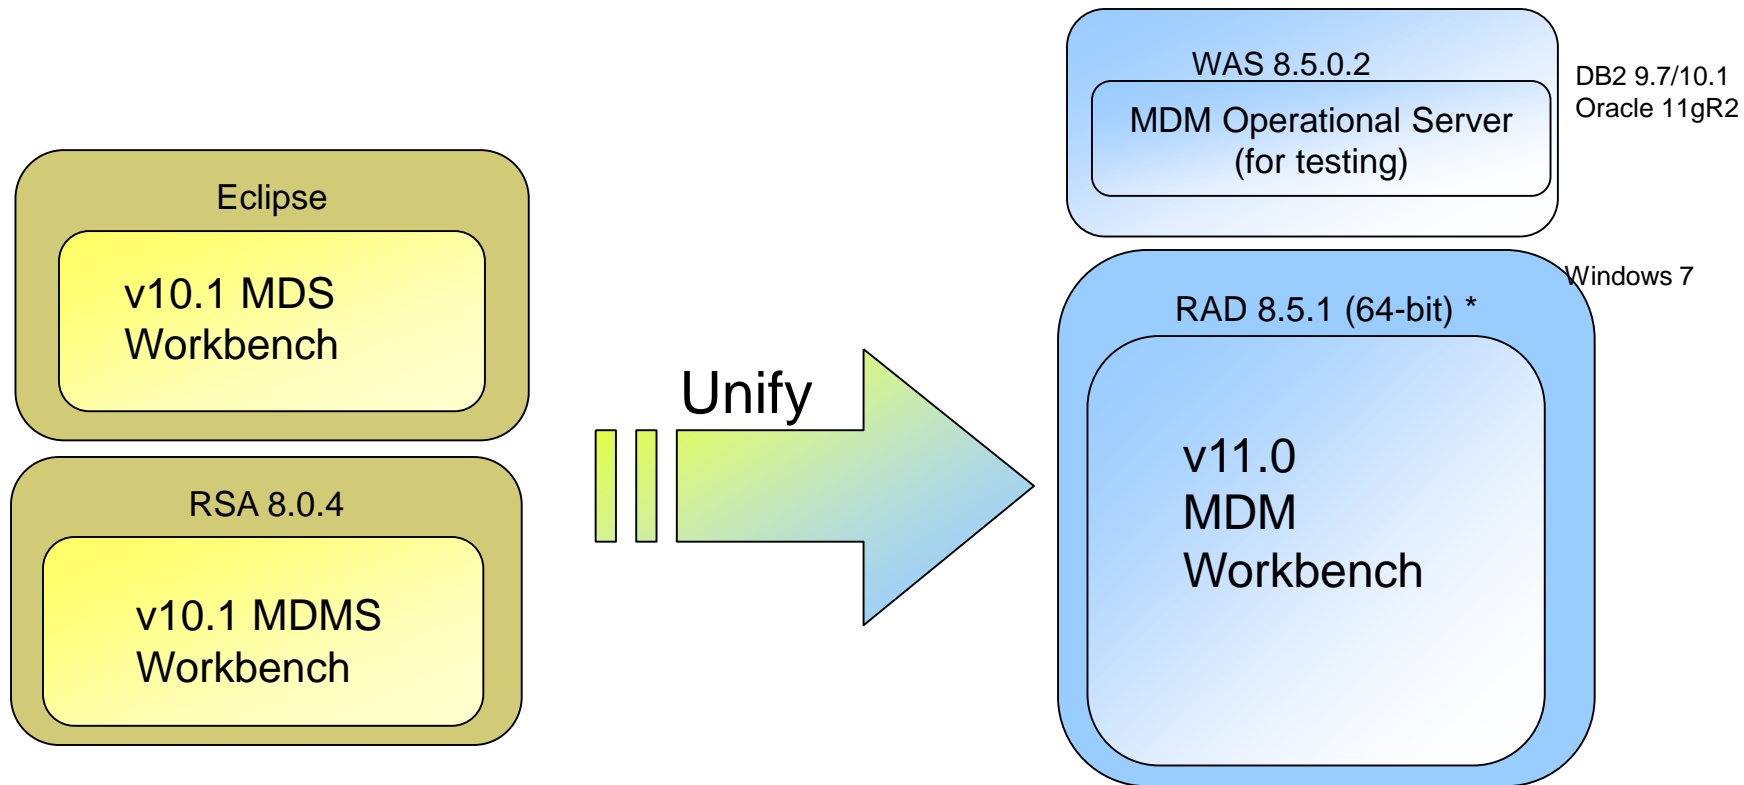 Eclipse
v10.1 MDS
Workbench
RSA 8.0.4
v10.1 MDMS
Workbench
Unify
WAS 8.5.0.2
MDM Operational Server
(for testing)
DB2 9.7/10.1
Oracle 11gR2
Windows 7
RAD 8.5.1 (64-bit) *
v11.0
MDM
Workbench